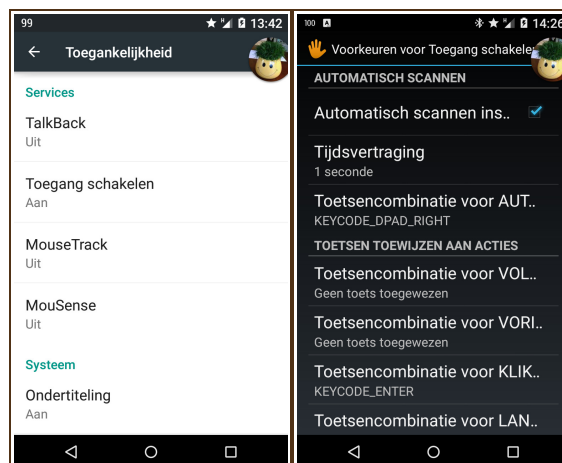 99
13:42
Toegankelijkheid
Services
TalkBack
Uit
Toegang schakelen
Aan
MouseTrack
Uit
MouSense
Uit
Systeem
Ondertiteling
Aan
100
14:26
Voorkeuren voor Toegang schakele
AUTOMATISCH SCANNEN
Automatisch scannen ins..
Tijdsvertraging
1 seconde
Toetsencombinatie voor AUT..
KEYCODE_DPAD_RIGHT
TOETSEN TOEWIJZEN AAN ACTIES
Toetsencombinatie voor VOL..
Geen toets toegewezen
Toetsencombinatie voor VORI..
Geen toets toegewezen
Toetsencombinatie voor KLIK..
KEYCODE_ENTER
Toetsencombinatie voor LAN..